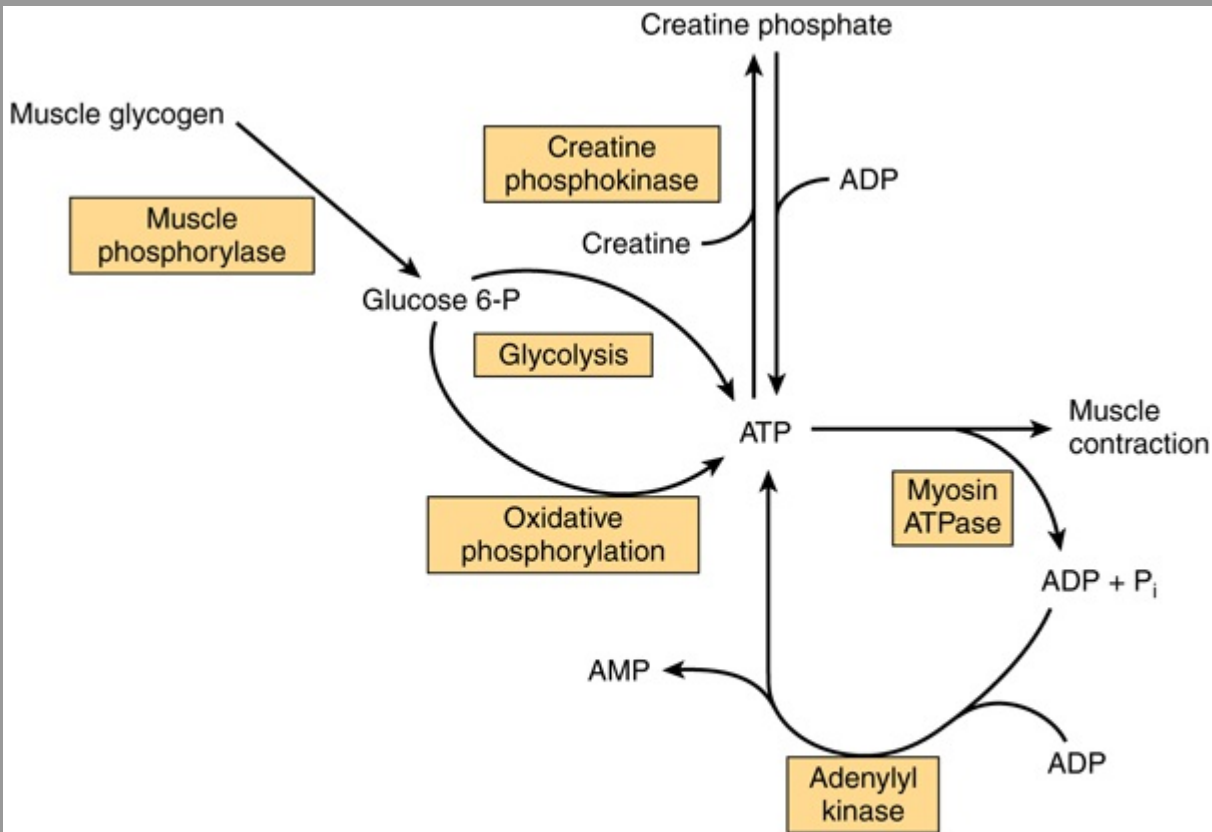 Creatine phosphate
Muscle glycogen
Creatine
phosphokinase
ADP
Muscle
phosphorylase
Creatine
Glucose 6-P
Glycolysis
ATP
Muscle
contraction
Myosin
ATPase
Oxidative
phosphorylation
ADP + Pi
AMP
ADP
Adenylyl
kinase